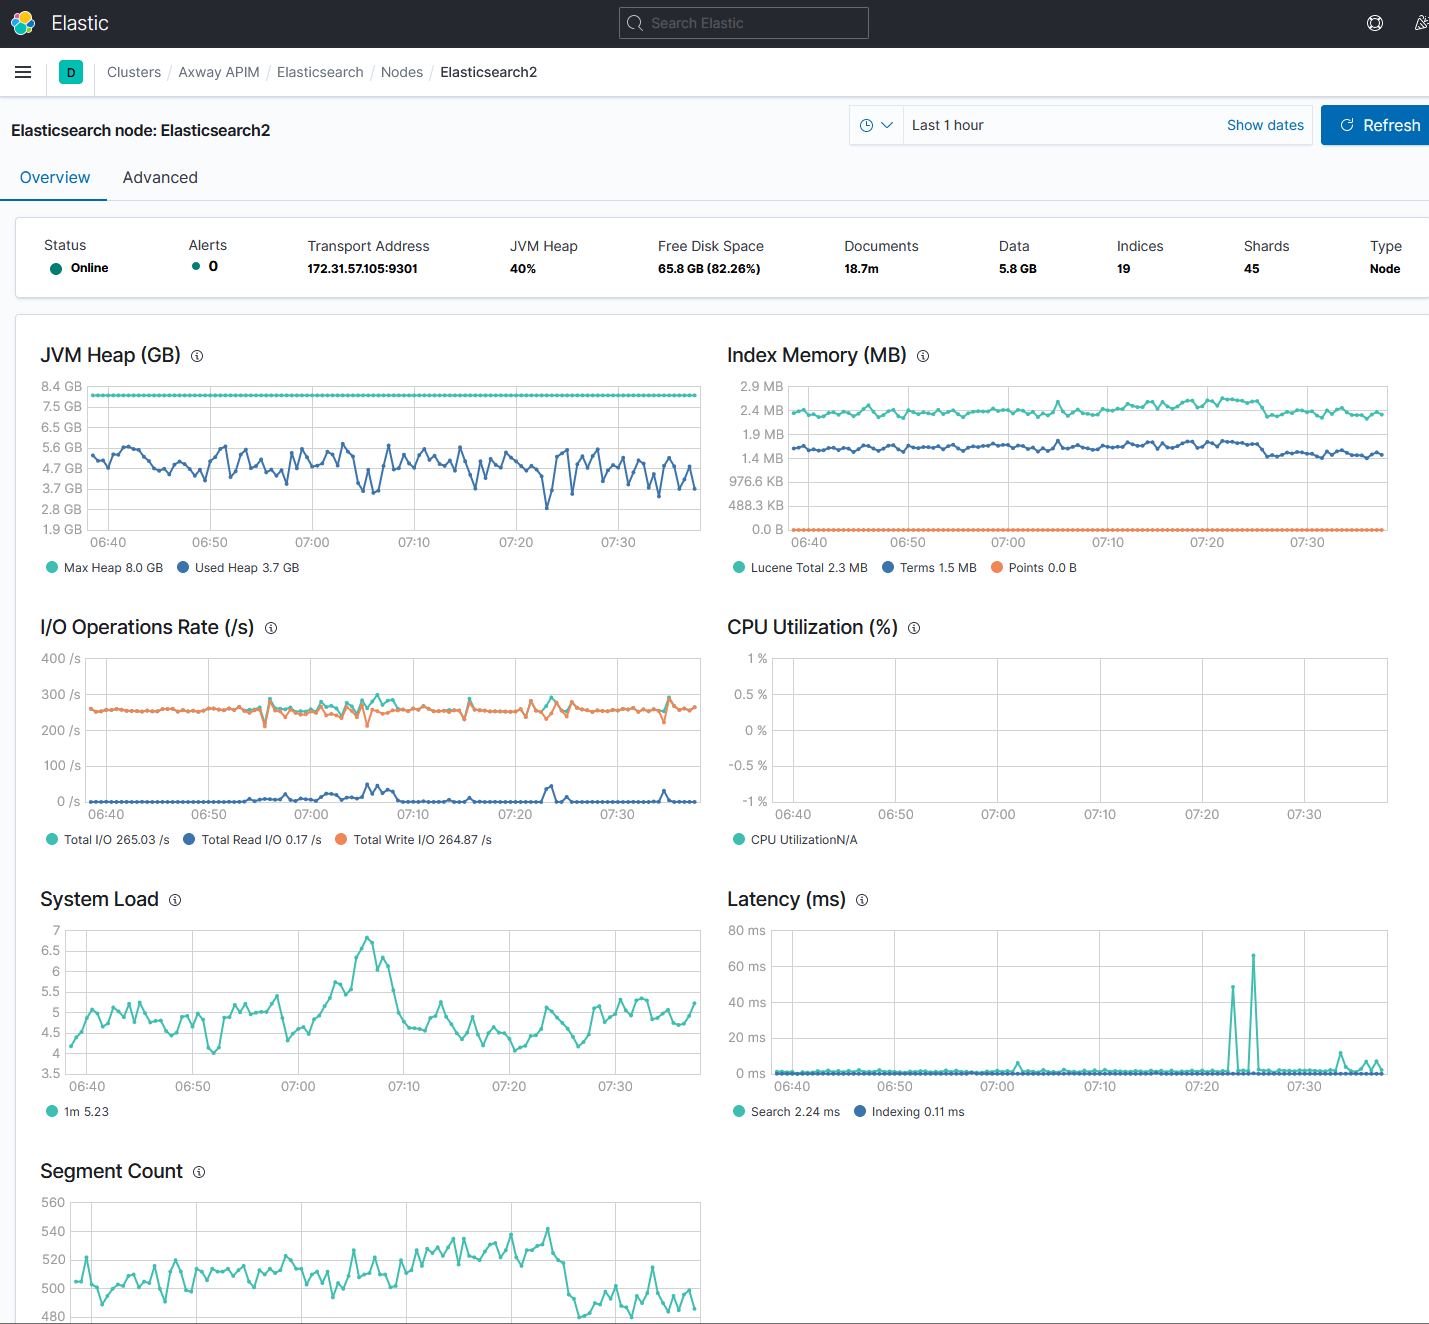 Elastic
Search Elastic
D
Clusters / Axway APIM / Elasticsearch / Nodes / Elasticsearch2
Elasticsearch node: Elasticsearch2
Last 1 hour
Show dates
Refresh
Overview
Advanced
Status
Online
Alerts
0
Transport Address
172.31.57.105:9301
JVM Heap
40%
Free Disk Space
65.8 GB (82.26%)
Documents
18.7m
Data
5.8 GB
Indices
19
Shards
45
Type
Node
JVM Heap (GB)
8.4 GB
7.5 GB
6.5 GB
5.6 GB
4.7 GB
3.7 GB
2.8 GB
1.9 GB
06:40 06:50 07:00 07:10 07:20 07:30
Max Heap 8.0 GB Used Heap 3.7 GB
Index Memory (MB)
2.9 MB
2.4 MB
1.9 MB
1.4 MB
976.6 KB
488.3 KB
0.0 B
06:40 06:50 07:00 07:10 07:20 07:30
Lucene Total 2.3 MB Terms 1.5 MB Points 0.0 B
I/O Operations Rate (/s)
400 /s
300 /s
200 /s
100 /s
0 /s
06:40 06:50 07:00 07:10 07:20 07:30
Total I/O 265.03 /s Total Read I/O 0.17 /s Total Write I/O 264.87 /s
CPU Utilization (%)
1 %
0.5 %
0 %
-0.5 %
-1 %
06:40 06:50 07:00 07:10 07:20 07:30
CPU UtilizationN/A
System Load
7
6.5
6
5.5
5
4.5
4
3.5
06:40 06:50 07:00 07:10 07:20 07:30
1m 5.23
Latency (ms)
80 ms
60 ms
40 ms
20 ms
0 ms
06:40 06:50 07:00 07:10 07:20 07:30
Search 2.24 ms Indexing 0.11 ms
Segment Count
560
540
520
500
480